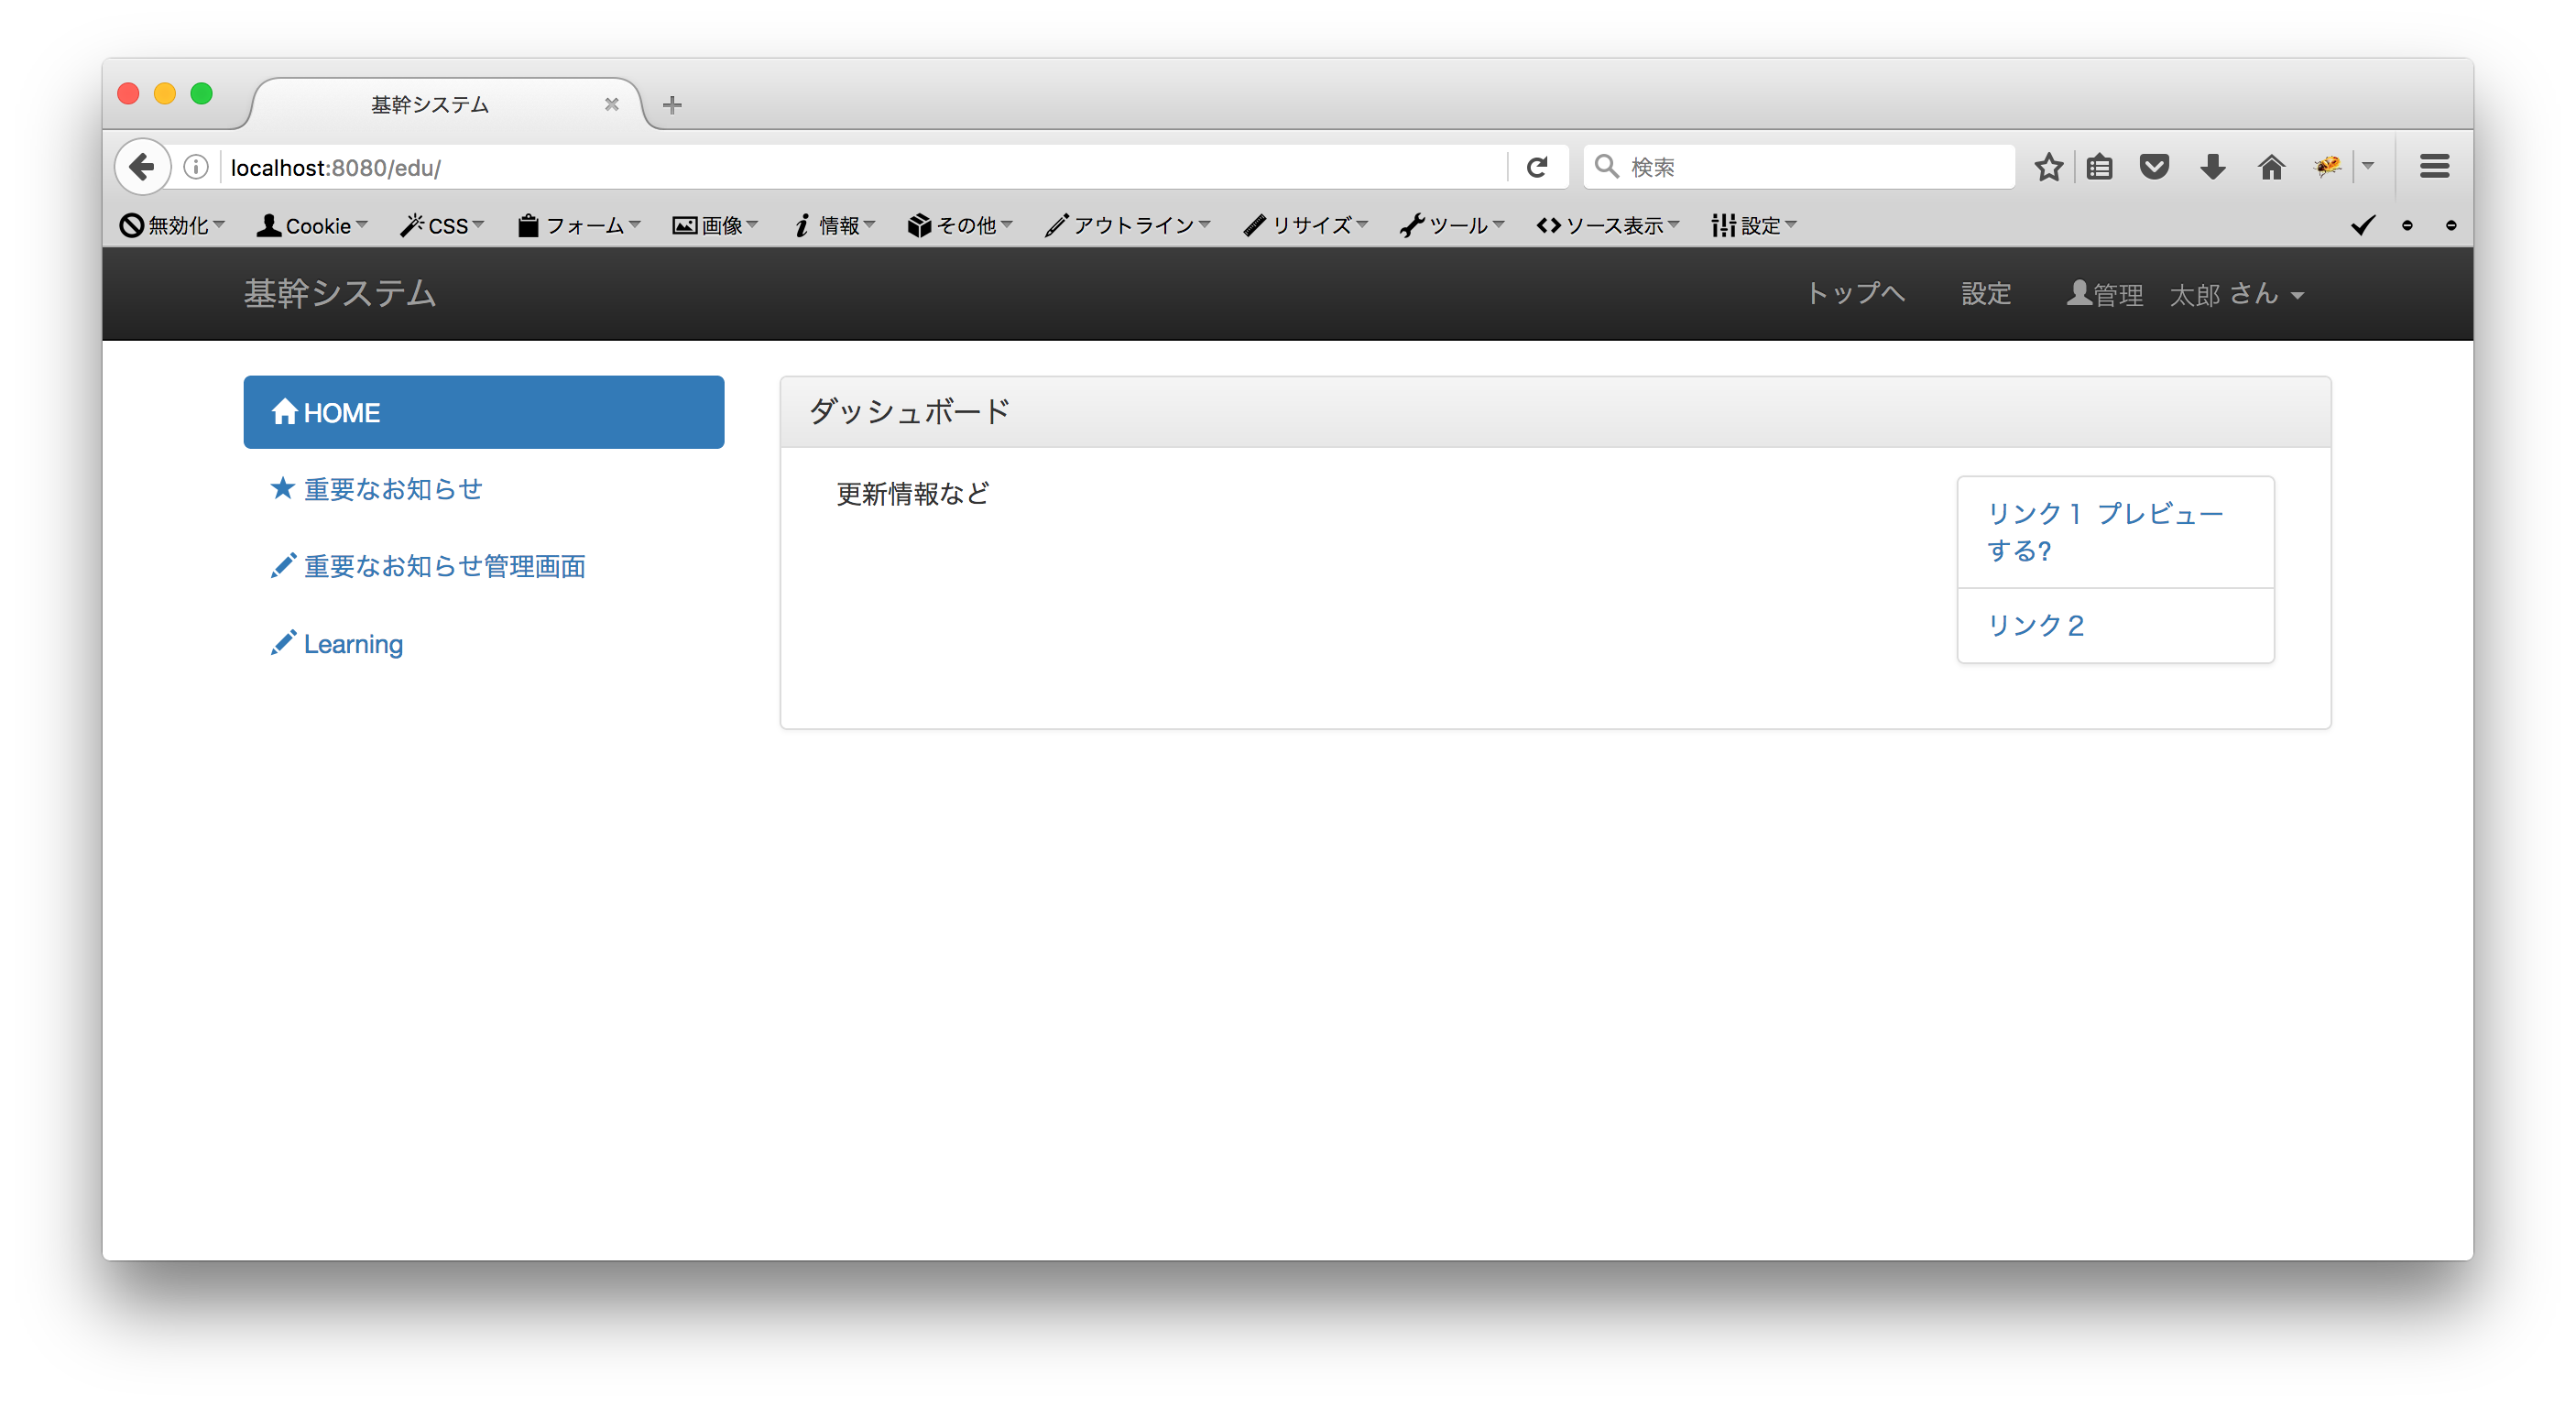 基幹システム
localhost:8080/edu/
検索
無効化 Cookie CSS フォーム 画像 情報 その他 アウトライン リサイズ ツール ソース表示 設定
基幹システム トップへ 設定 管理 太郎 さん
HOME
重要なお知らせ
重要なお知らせ管理画面
Learning
ダッシュボード
更新情報など
リンク1 プレビュー
する?
リンク2